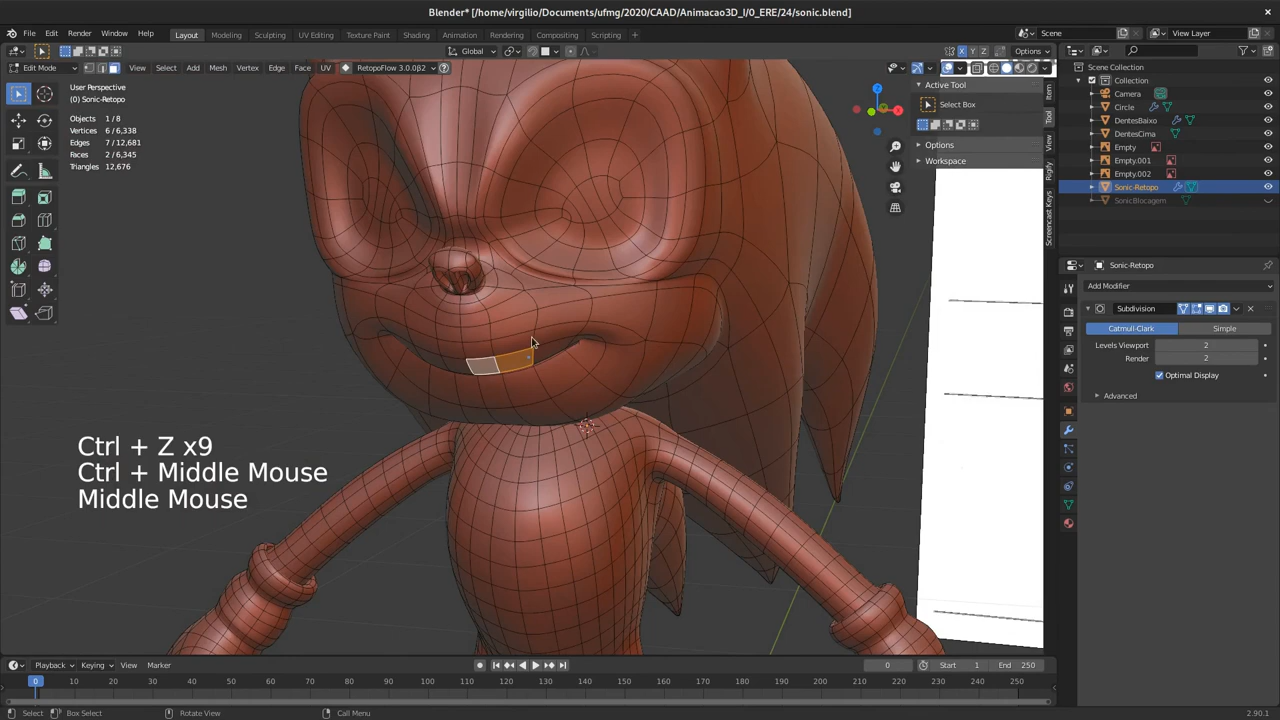 Blender* [/home/virgilio/Documents/ufmg/2020/CAAD/Animacao3D_I/0_ERE/24/sonic.blend]
File Edit Render Window Help Layout Modeling Sculpting UV Editing Texture Paint Shading Animation Rendering Compositing Scripting Scene View Layer
Global X Y Z Options
Edit Mode View Select Add Mesh Vertex Edge Face UV RetopoFlow 3.0.0β2
User Perspective
(0) Sonic-Retopo
Objects 1/8
Vertices 6/6,338
Edges 7/12,681
Faces 2/6,345
Triangles 12,676
Z
X
Y
Active Tool
Select Box
Options
Workspace
Item
Tool
View
Rigify
Screencast Keys
Scene Collection
Collection
Camera
Circle
DentesBaixo
DentesCima
Empty
Empty.001
Empty.002
Sonic-Retopo
SonicBlocagem
Sonic-Retopo
Add Modifier
Subdivision
Catmull-Clark Simple
Levels Viewport 2
Render 2
Optimal Display
Advanced
Ctrl + Z x9
Ctrl + Middle Mouse
Middle Mouse
Playback Keying View Marker 0 Start 1 End 250
0 10 20 30 40 50 60 70 80 90 100 110 120 130 140 150 160 170 180 190 200 210 220 230 240 250
Select Box Select Rotate View Call Menu 2.90.1